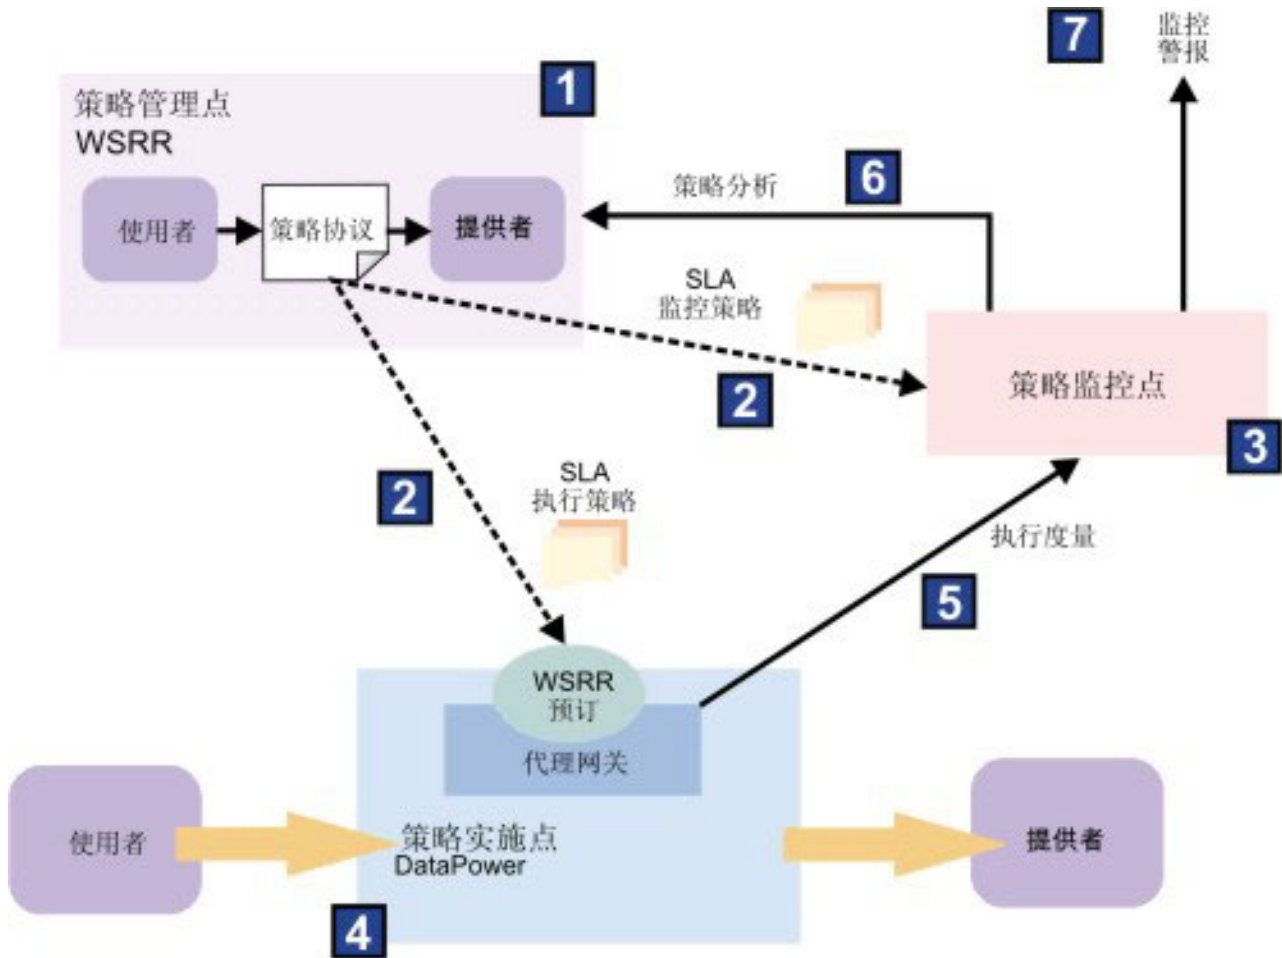 7
监控
警报
1
策略管理点
WSRR
使用者
策略协议
提供者
策略分析
6
SLA
监控策略
2
策略监控点
3
2
SLA
执行策略
执行度量
5
WSRR
预订
代理网关
使用者
策略实施点
DataPower
提供者
4